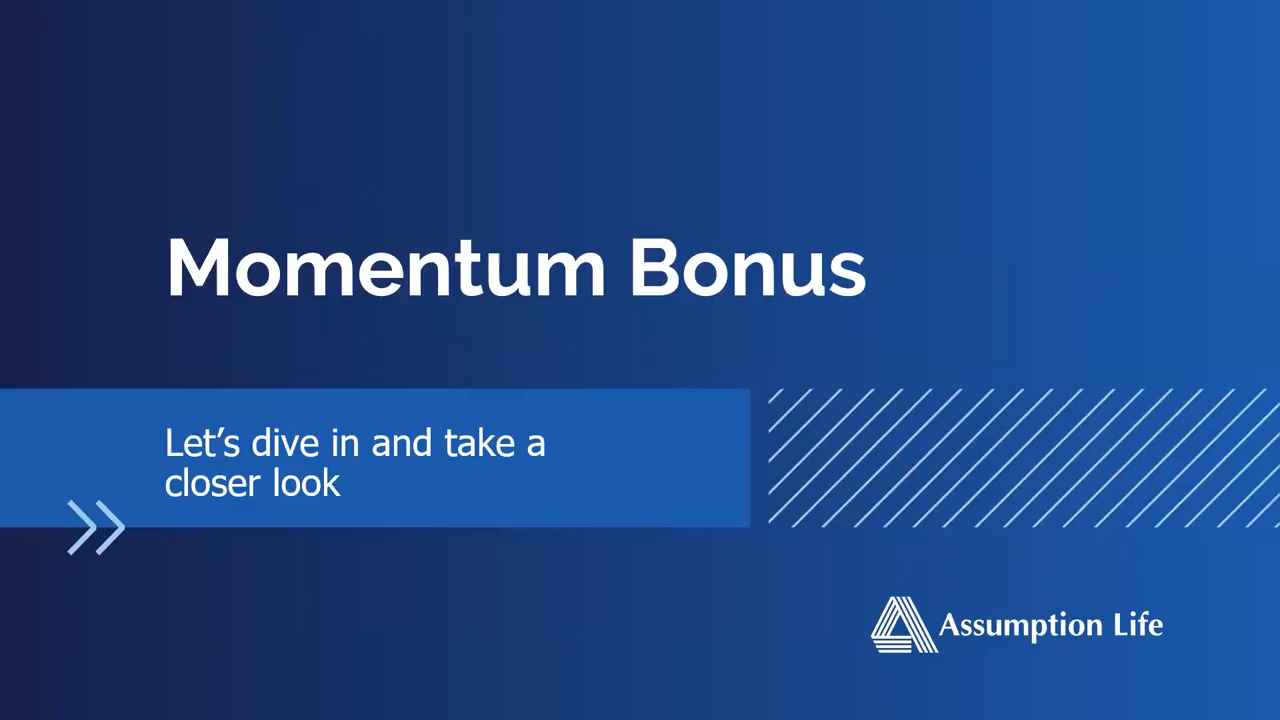 Momentum Bonus
Let’s dive in and take a
closer look
Assumption Life